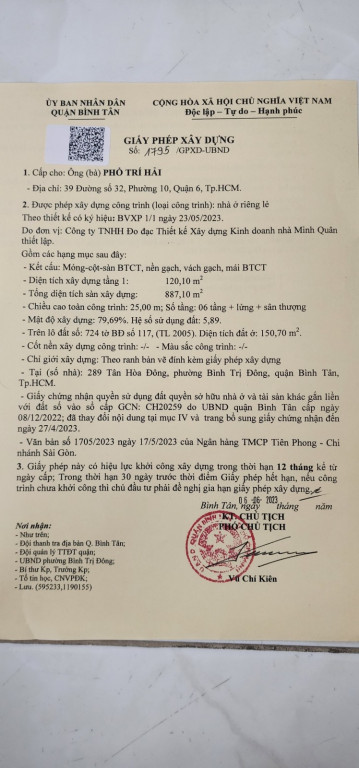 ỦY BAN NHÂN DÂN
QUẬN BÌNH TÂN
CỘNG HÒA XÃ HỘI CHỦ NGHĨA VIỆT NAM
Độc lập – Tự do – Hạnh phúc
GIẤY PHÉP XÂY DỰNG
Số: 1795 /GPXD-UBND
1. Cấp cho: Ông (bà) PHÓ TRÍ HẢI
- Địa chỉ: 39 Đường số 32, Phường 10, Quận 6, Tp.HCM.
2. Được phép xây dựng công trình (loại công trình): nhà ở riêng lẻ
Theo thiết kế có ký hiệu: BVXP 1/1 ngày 23/05/2023.
Do đơn vị: Công ty TNHH Đo đạc Thiết kế Xây dựng Kinh doanh nhà Minh Quân
thiết lập.
Gồm các hạng mục sau đây:
- Kết cấu: Móng-cột-sàn BTCT, nền gạch, vách gạch, mái BTCT
- Diện tích xây dựng tầng 1: 120,10 m²
- Tổng diện tích sàn xây dựng: 887,10 m²
- Chiều cao toàn công trình: 25,00 m; Số tầng: 06 tầng + lửng + sân thượng
- Mật độ xây dựng: 79,69%. Hệ số sử dụng đất: 5,89.
- Trên lô đất số: 724 tờ BĐ số 117, (TL 2005). Diện tích đất ở: 150,70 m².
- Cốt nền xây dựng công trình: -/- - Màu sắc công trình: -/-
- Chỉ giới xây dựng: Theo ranh bản vẽ đính kèm giấy phép xây dựng
- Tại (số nhà): 289 Tân Hòa Đông, phường Bình Trị Đông, quận Bình Tân,
Tp.HCM.
- Giấy chứng nhận quyền sử dụng đất quyền sở hữu nhà ở và tài sản khác gắn liền
với đất số vào sổ cấp GCN: CH20259 do UBND quận Bình Tân cấp ngày
08/12/2022; đã thay đổi nội dung tại mục IV và trang bổ sung giấy chứng nhận đến
ngày 27/4/2023.
- Văn bản số 1705/2023 ngày 17/5/2023 của Ngân hàng TMCP Tiên Phong - Chi
nhánh Sài Gòn.
3. Giấy phép này có hiệu lực khởi công xây dựng trong thời hạn 12 tháng kể từ
ngày cấp; Trong thời hạn 30 ngày trước thời điểm Giấy phép hết hạn, nếu công
trình chưa khởi công thì chủ đầu tư phải đề nghị gia hạn giấy phép xây dựng.
06 -06- 2023
Bình Tân, ngày tháng năm
KT. CHỦ TỊCH
PHÓ CHỦ TỊCH
Nơi nhận:
- Như trên;
- Đội thanh tra địa bàn Q. Bình Tân;
- Đội quản lý TTĐT quận;
- UBND phường Bình Trị Đông;
- Bí thư Kp, Trưởng Kp;
- Tổ tin học, CNVPĐK;
- Lưu. (595233,1190155)
Vũ Chí Kiên